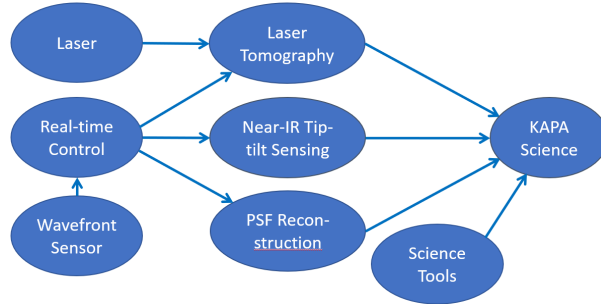 Laser
Laser
Tomography
Real-time
Control
Near-IR Tip-
tilt Sensing
KAPA
Science
Wavefront
Sensor
PSF Recon-
struction
Science
Tools